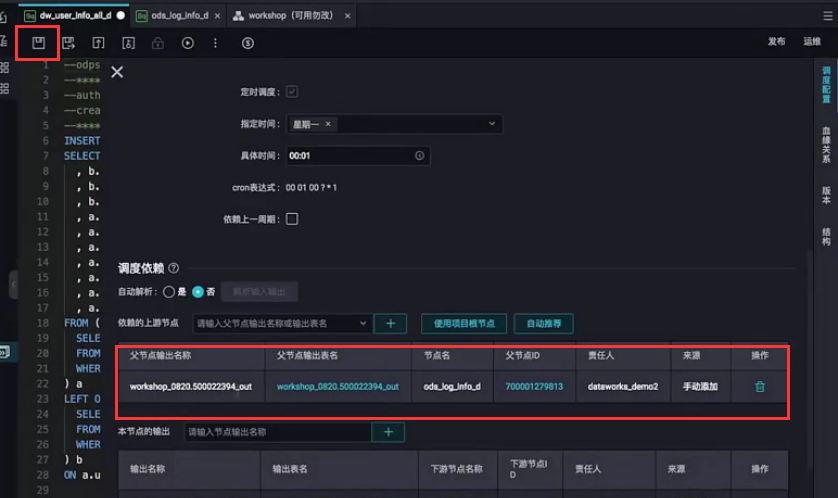 Sq dw_user_info_all_d Sq ods_log_info_d × workshop（可用勿改） ×
发布 运维
调度配置
血缘关系
版本
结构
1 --odps
2 --****
3 --auth
4 --crea
5 --****
6 INSERT
7 SELECT
8 , b.
9 , b.
10 , b.
11 , a.
12 , a.
13 , a.
14 , a.
15 , a.
16 , a.
17 , a.
18 FROM (
19 SELE
20 FROM
21 WHER
22 ) a
23 LEFT O
24 SELE
25 FROM
26 WHER
27 ) b
28 ON a.u
29
定时调度：
指定时间： 星期一 ×
具体时间： 00:01
cron表达式： 00 01 00 ? * 1
依赖上一周期：
调度依赖
自动解析： 是 否 解析输入输出
依赖的上游节点 请输入父节点输出名称或输出表名 + 使用项目根节点 自动推荐
父节点输出名称 父节点输出表名 节点名 父节点ID 责任人 来源 操作
workshop_0820.500022394_out workshop_0820.500022394_out ods_log_info_d 700001279813 dataworks_demo2 手动添加
本节点的输出 请输入节点输出名称 +
输出名称 输出表名 下游节点名称 下游节点ID 责任人 来源 操作